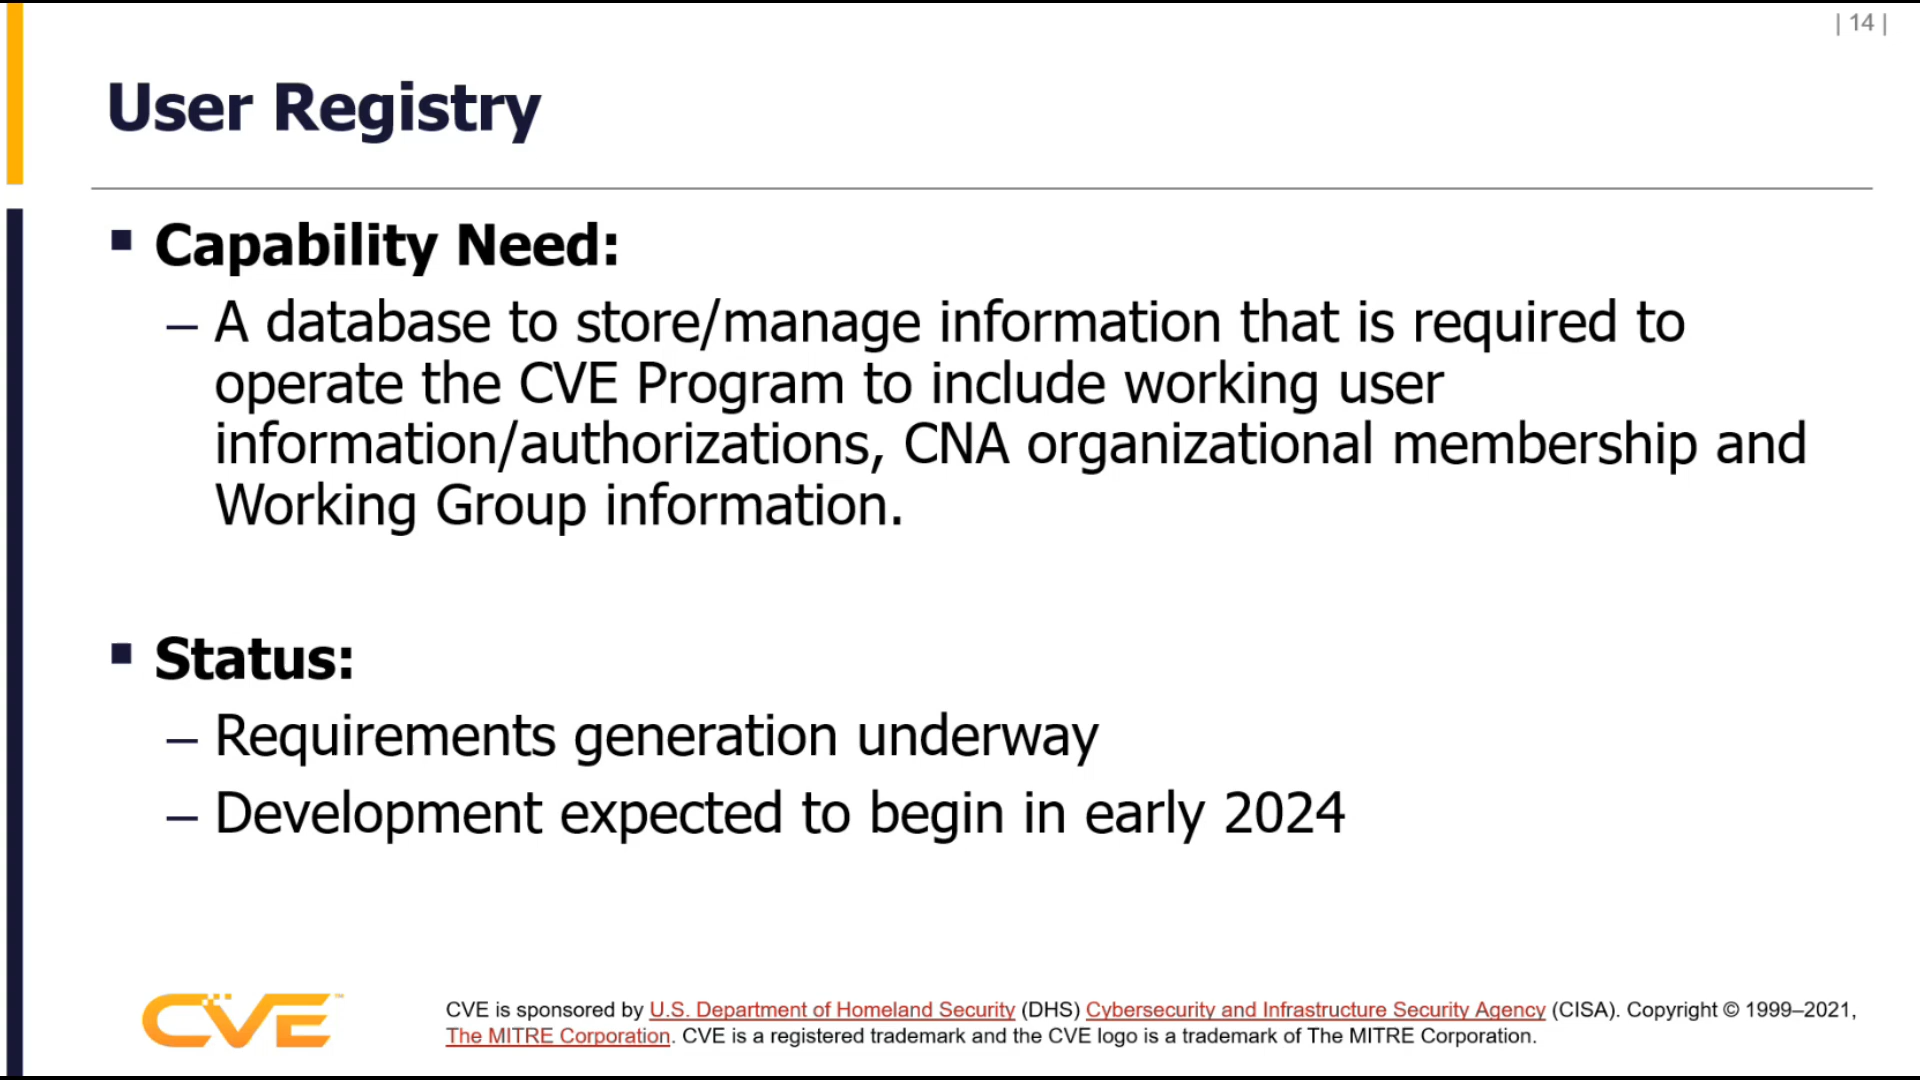 | 14 |
User Registry
▪ Capability Need:
– A database to store/manage information that is required to
operate the CVE Program to include working user
information/authorizations, CNA organizational membership and
Working Group information.
▪ Status:
– Requirements generation underway
– Development expected to begin in early 2024
CVE™
CVE is sponsored by U.S. Department of Homeland Security (DHS) Cybersecurity and Infrastructure Security Agency (CISA). Copyright © 1999–2021,
The MITRE Corporation. CVE is a registered trademark and the CVE logo is a trademark of The MITRE Corporation.